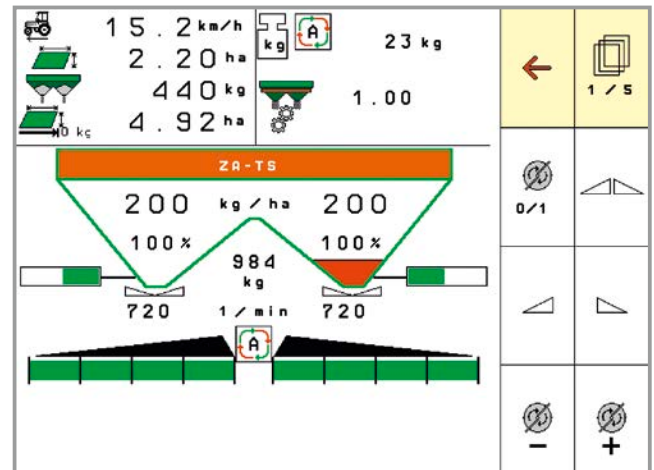 15.2 km/h
2.20 ha
440 kg
4.92 ha
0 kg
kg A 23 kg
1.00
1 / 5
ZA-TS
200 kg/ha 200
100% 100%
984
kg
720 1/min 720
A
0/1
- +